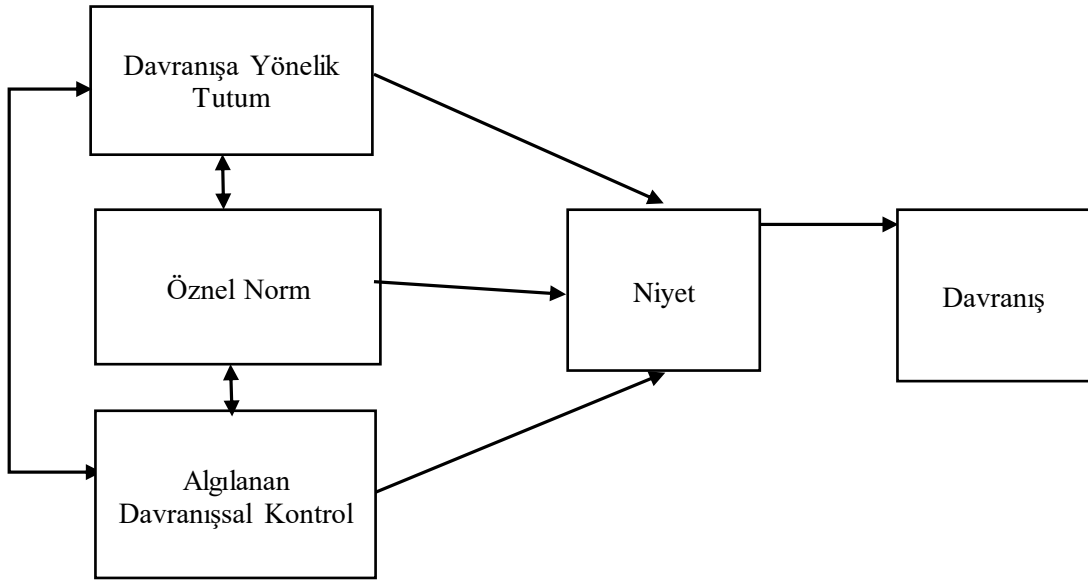 Davranışa Yönelik
Tutum
Öznel Norm
Niyet
Davranış
Algılanan
Davranışsal Kontrol